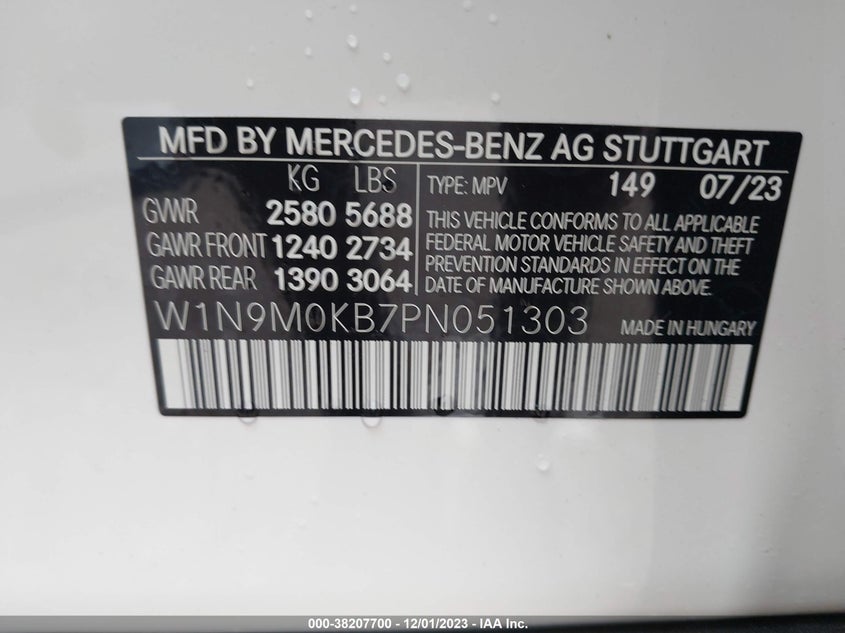 MFD BY MERCEDES-BENZ AG STUTTGART
KG LBS
GVWR 2580 5688
GAWR FRONT 1240 2734
GAWR REAR 1390 3064
TYPE: MPV 149 07/23
THIS VEHICLE CONFORMS TO ALL APPLICABLE
FEDERAL MOTOR VEHICLE SAFETY AND THEFT
PREVENTION STANDARDS IN EFFECT ON THE
DATE OF MANUFACTURE SHOWN ABOVE.
W1N9M0KB7PN051303 MADE IN HUNGARY
000-38207700 - 12/01/2023 - IAA Inc.